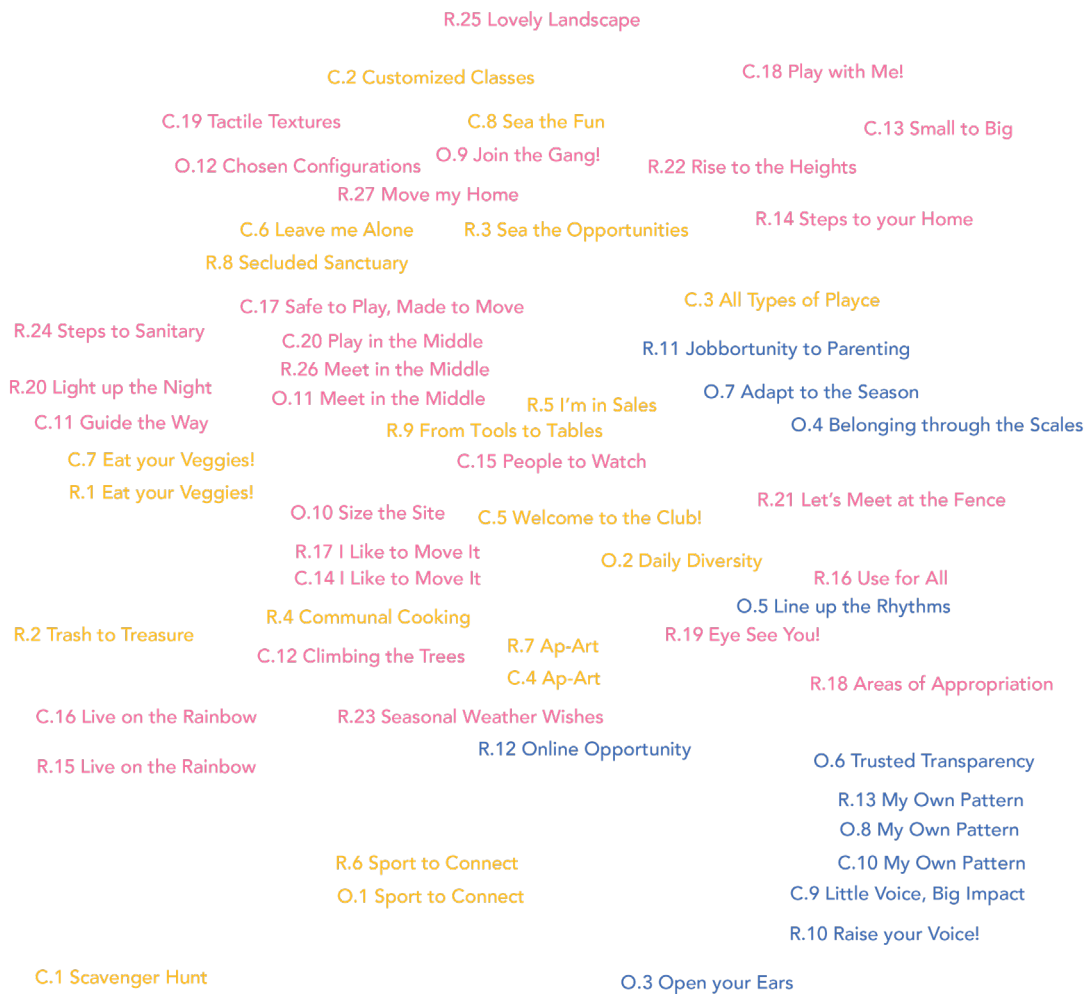 R.25 Lovely Landscape
C.18 Play with Me!
C.2 Customized Classes
C.19 Tactile Textures
C.8 Sea the Fun
C.13 Small to Big
O.9 Join the Gang!
O.12 Chosen Configurations
R.22 Rise to the Heights
R.27 Move my Home
R.14 Steps to your Home
C.6 Leave me Alone
R.3 Sea the Opportunities
R.8 Secluded Sanctuary
C.3 All Types of Playce
C.17 Safe to Play, Made to Move
R.24 Steps to Sanitary
C.20 Play in the Middle
R.11 Jobbortunity to Parenting
R.26 Meet in the Middle
R.20 Light up the Night
O.7 Adapt to the Season
O.11 Meet in the Middle
R.5 I'm in Sales
C.11 Guide the Way
O.4 Belonging through the Scales
R.9 From Tools to Tables
C.7 Eat your Veggies!
C.15 People to Watch
R.1 Eat your Veggies!
R.21 Let's Meet at the Fence
O.10 Size the Site
C.5 Welcome to the Club!
R.17 I Like to Move It
O.2 Daily Diversity
C.14 I Like to Move It
R.16 Use for All
O.5 Line up the Rhythms
R.4 Communal Cooking
R.2 Trash to Treasure
R.19 Eye See You!
R.7 Ap-Art
C.12 Climbing the Trees
C.4 Ap-Art
R.18 Areas of Appropriation
C.16 Live on the Rainbow
R.23 Seasonal Weather Wishes
R.12 Online Opportunity
O.6 Trusted Transparency
R.15 Live on the Rainbow
R.13 My Own Pattern
O.8 My Own Pattern
R.6 Sport to Connect
C.10 My Own Pattern
O.1 Sport to Connect
C.9 Little Voice, Big Impact
R.10 Raise your Voice!
C.1 Scavenger Hunt
O.3 Open your Ears